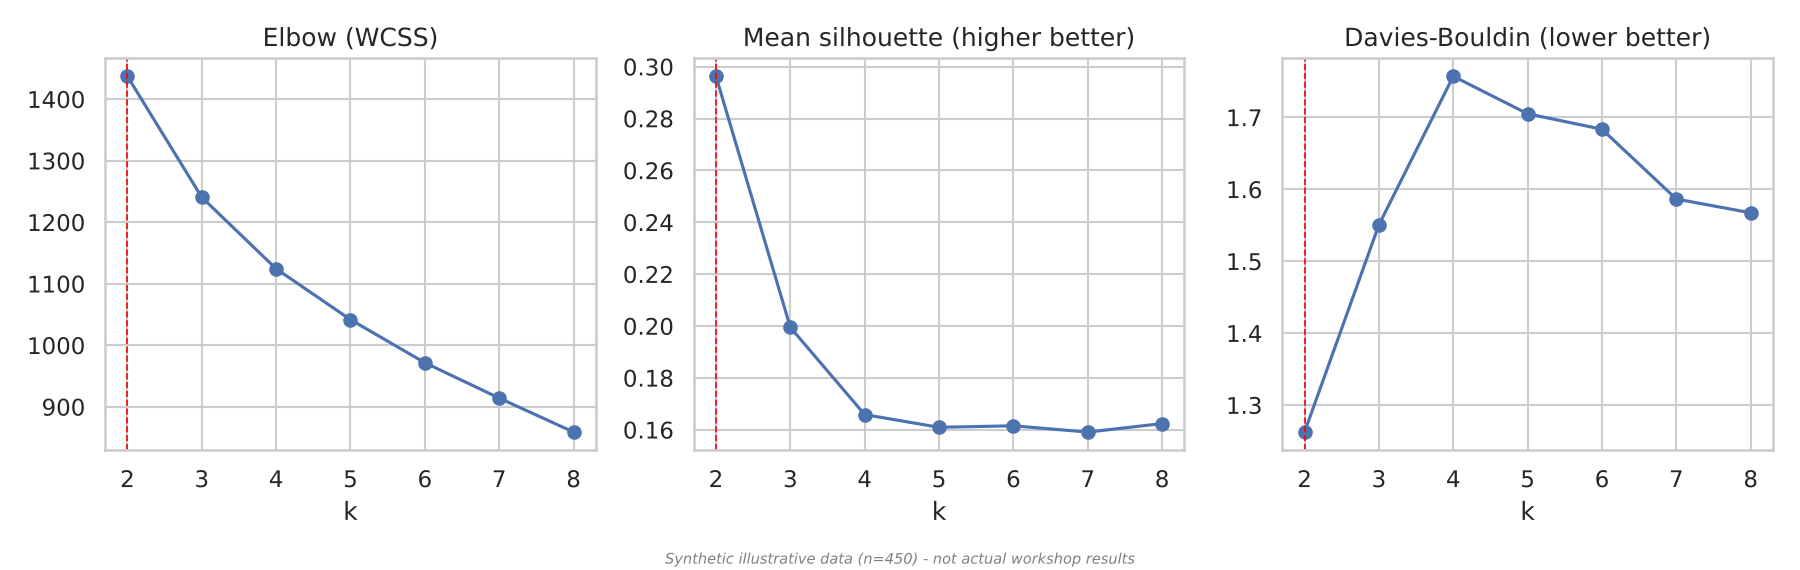 Elbow (WCSS)
1400
1300
1200
1100
1000
900
2 3 4 5 6 7 8
k
Mean silhouette (higher better)
0.30
0.28
0.26
0.24
0.22
0.20
0.18
0.16
2 3 4 5 6 7 8
k
Davies-Bouldin (lower better)
1.7
1.6
1.5
1.4
1.3
2 3 4 5 6 7 8
k
Synthetic illustrative data (n=450) - not actual workshop results